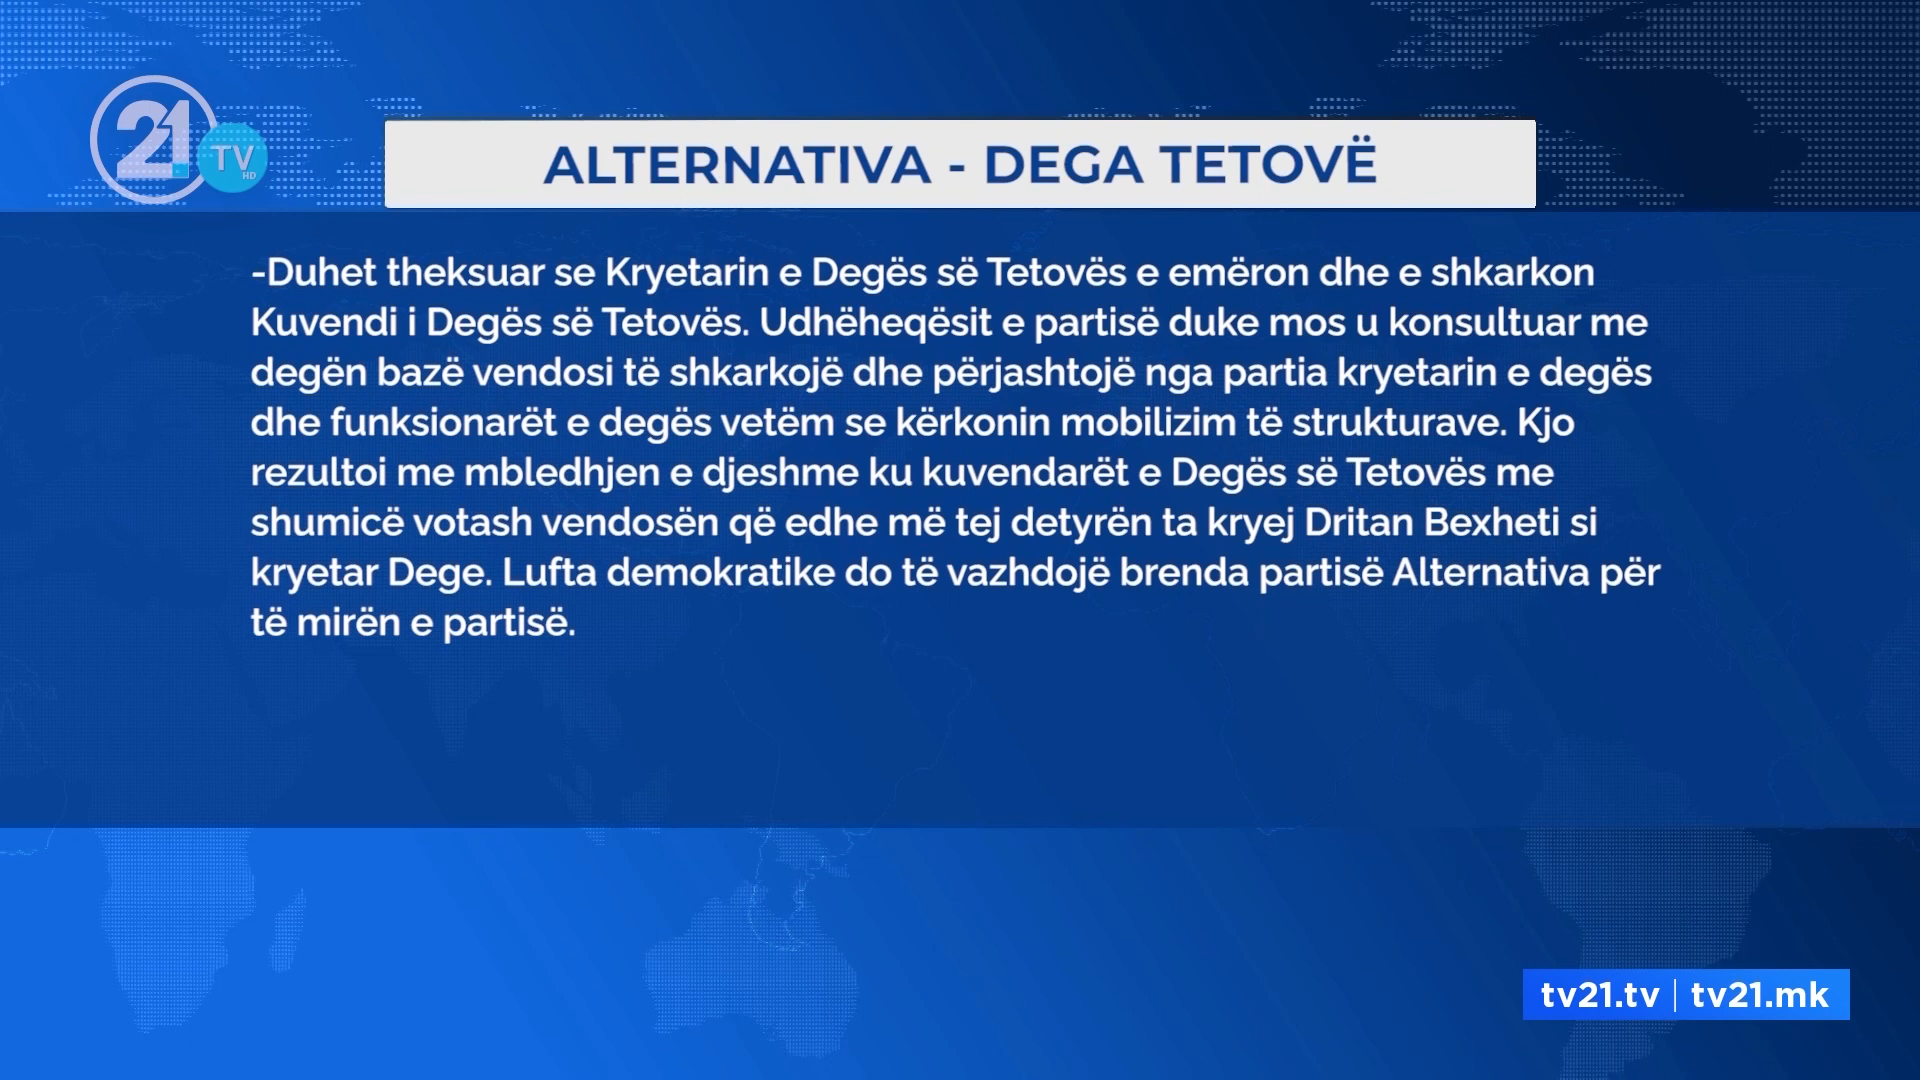 21
TV
HD
ALTERNATIVA - DEGA TETOVË
-Duhet theksuar se Kryetarin e Degës së Tetovës e emëron dhe e shkarkon
Kuvendi i Degës së Tetovës. Udhëheqësit e partisë duke mos u konsultuar me
degën bazë vendosi të shkarkojë dhe përjashtojë nga partia kryetarin e degës
dhe funksionarët e degës vetëm se kërkonin mobilizim të strukturave. Kjo
rezultoi me mbledhjen e djeshme ku kuvendarët e Degës së Tetovës me
shumicë votash vendosën që edhe më tej detyrën ta kryej Dritan Bexheti si
kryetar Dege. Lufta demokratike do të vazhdojë brenda partisë Alternativa për
të mirën e partisë.
tv21.tv | tv21.mk